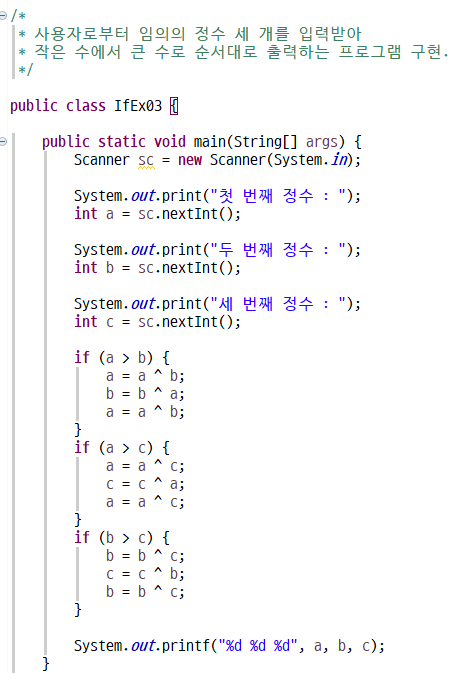 /*
 * 사용자로부터 임의의 정수 세 개를 입력받아
 * 작은 수에서 큰 수로 순서대로 출력하는 프로그램 구현.
 */
public class IfEx03 {
    public static void main(String[] args) {
        Scanner sc = new Scanner(System.in);
        System.out.print("첫 번째 정수 : ");
        int a = sc.nextInt();
        System.out.print("두 번째 정수 : ");
        int b = sc.nextInt();
        System.out.print("세 번째 정수 : ");
        int c = sc.nextInt();
        if (a > b) {
            a = a ^ b;
            b = b ^ a;
            a = a ^ b;
        }
        if (a > c) {
            a = a ^ c;
            c = c ^ a;
            a = a ^ c;
        }
        if (b > c) {
            b = b ^ c;
            c = c ^ b;
            b = b ^ c;
        }
        System.out.printf("%d %d %d", a, b, c);
    }